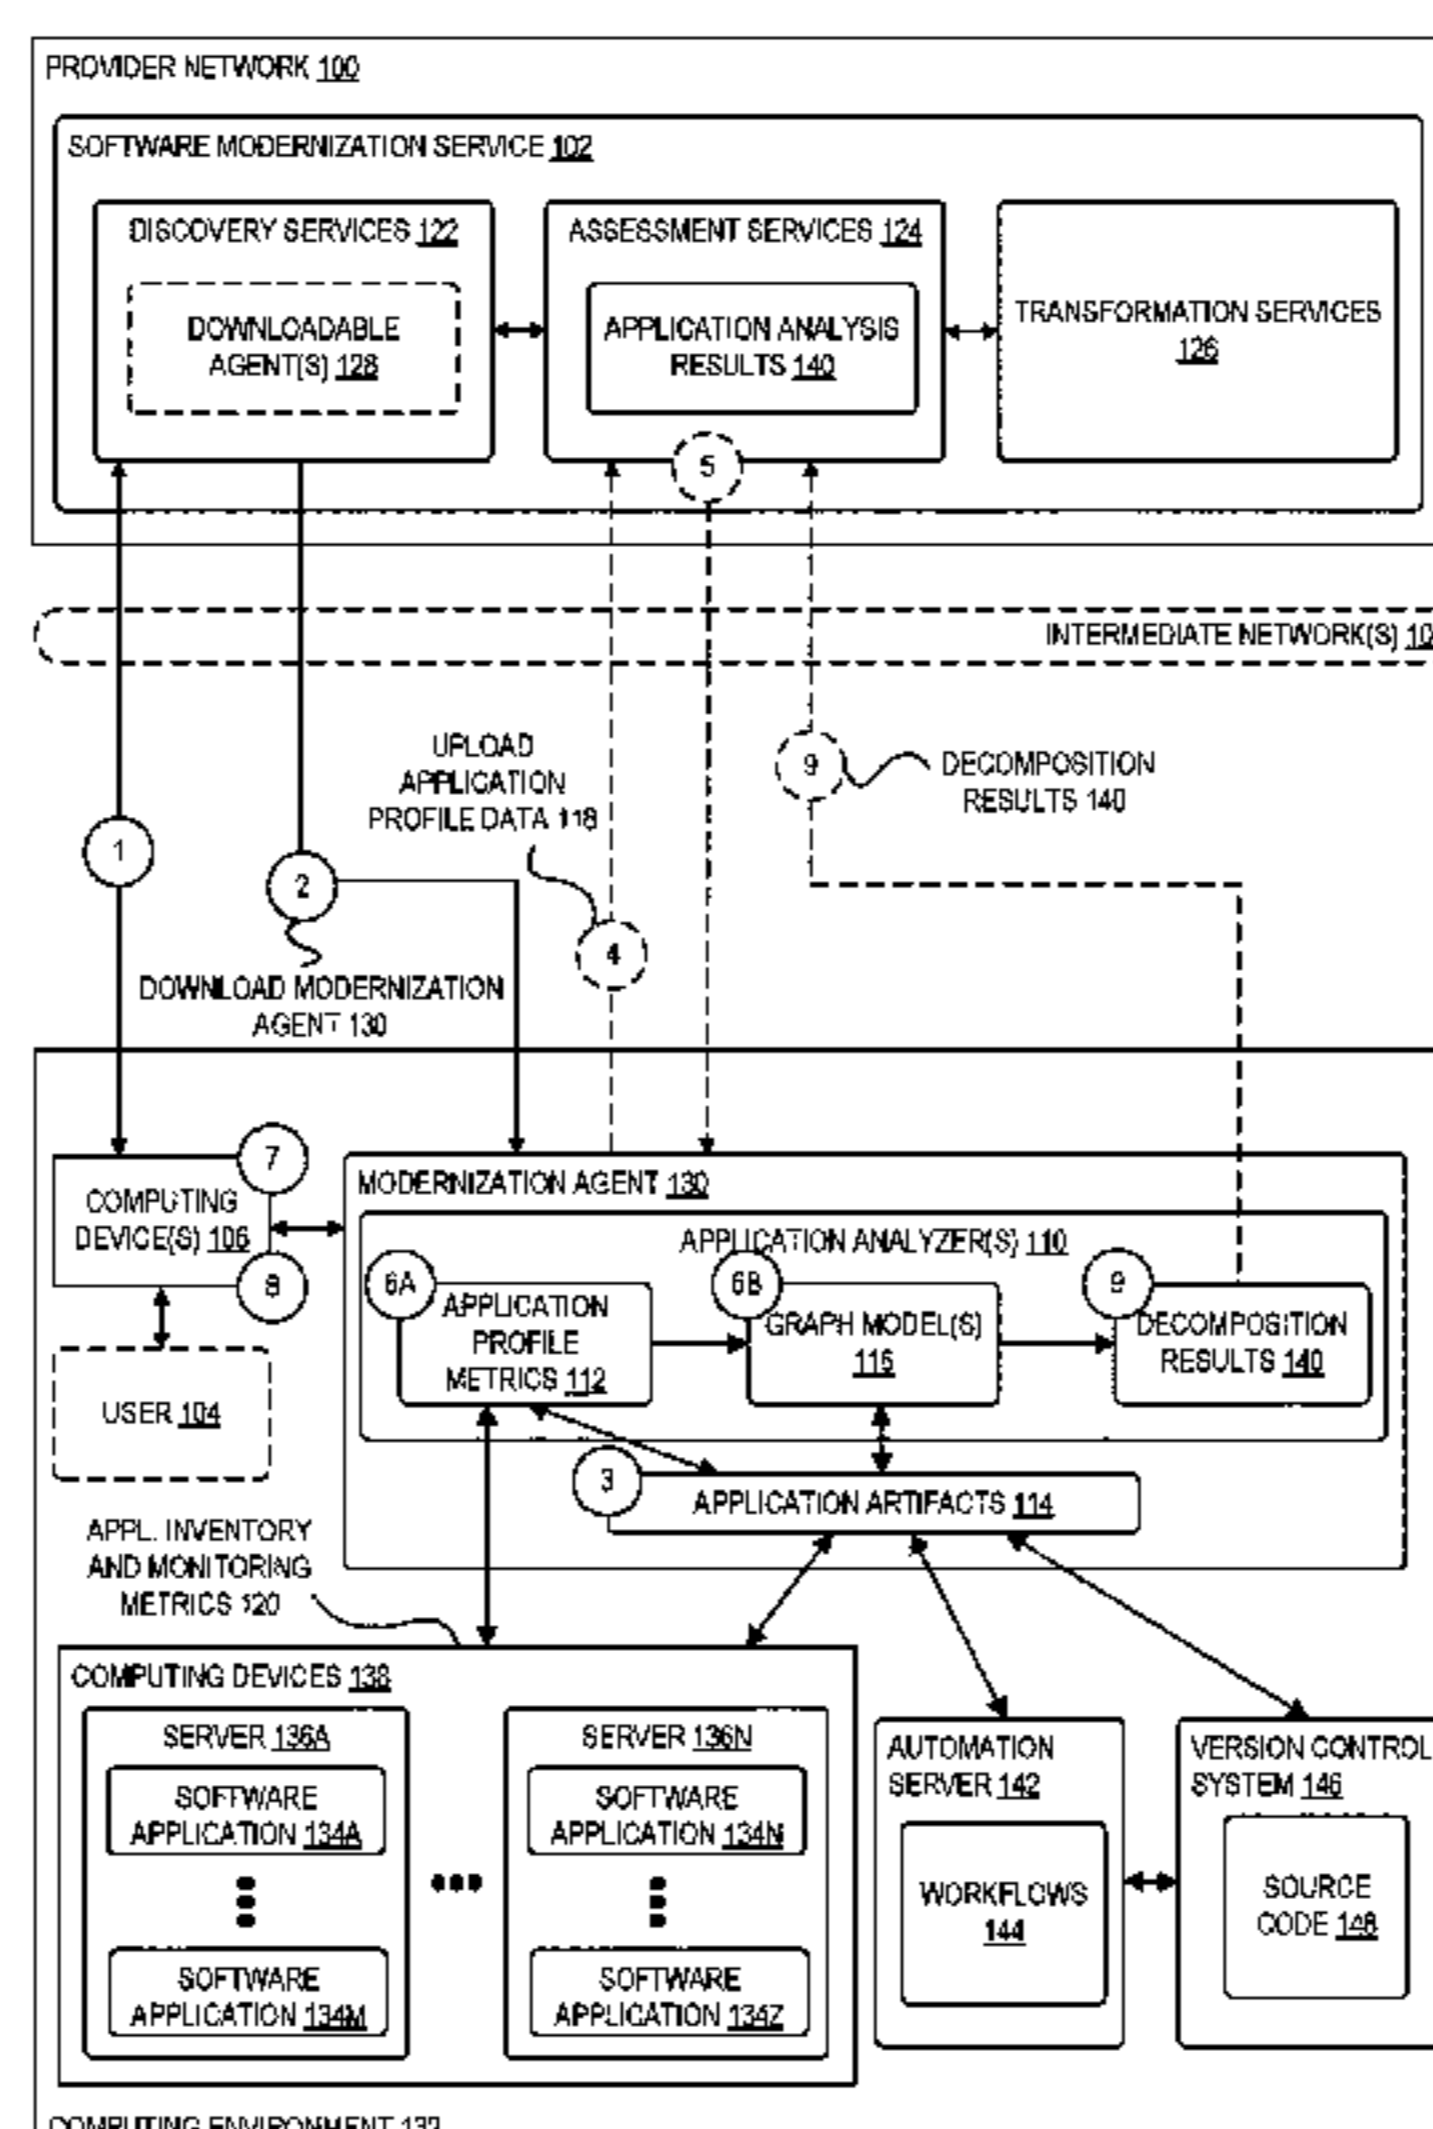 PROVIDER NETWORK 100
SOFTWARE MODERNIZATION SERVICE 102
DISCOVERY SERVICES 122
DOWNLOADABLE
AGENT(S) 128
ASSESSMENT SERVICES 124
APPLICATION ANALYSIS
RESULTS 140
TRANSFORMATION SERVICES
126
5
INTERMEDIATE NETWORK(S) 10
UPLOAD
APPLICATION
PROFILE DATA 118
9
DECOMPOSITION
RESULTS 140
1
2
4
DOWNLOAD MODERNIZATION
AGENT 130
7
COMPUTING
DEVICE(S) 106
8
USER 104
MODERNIZATION AGENT 130
APPLICATION ANALYZER(S) 110
6A
APPLICATION
PROFILE
METRICS 112
6B
GRAPH MODEL(S)
116
9
DECOMPOSITION
RESULTS 140
3
APPLICATION ARTIFACTS 114
APPL. INVENTORY
AND MONITORING
METRICS 120
COMPUTING DEVICES 138
SERVER 136A
SOFTWARE
APPLICATION 134A
SOFTWARE
APPLICATION 134M
SERVER 136N
SOFTWARE
APPLICATION 134N
SOFTWARE
APPLICATION 134Z
AUTOMATION
SERVER 142
WORKFLOWS
144
VERSION CONTROL
SYSTEM 146
SOURCE
CODE 148
COMPUTING ENVIRONMENT 132